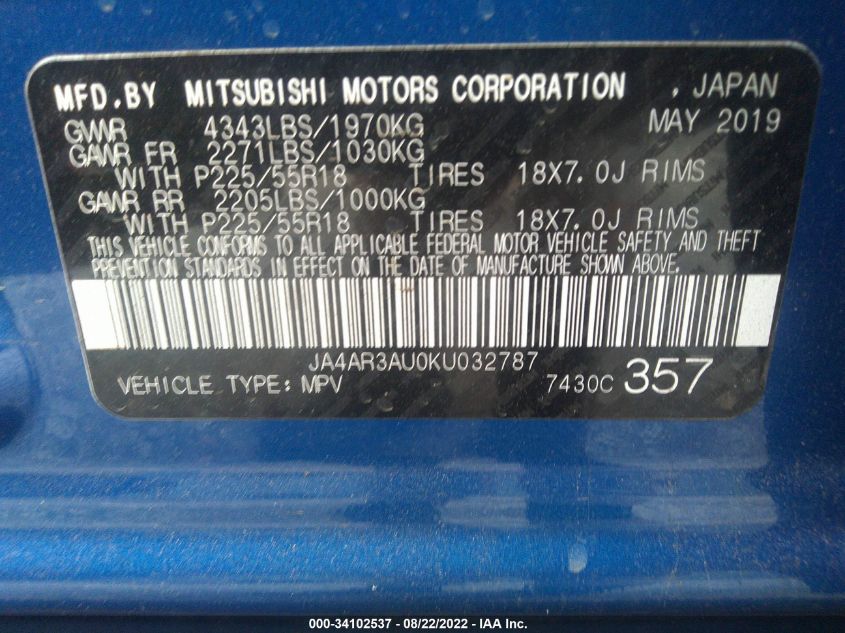 MFD.BY MITSUBISHI MOTORS CORPORATION , JAPAN
GVWR 4343LBS/1970KG MAY 2019
GAWR FR 2271LBS/1030KG
WITH P225/55R18 TIRES 18X7.0J RIMS
GAWR RR 2205LBS/1000KG
WITH P225/55R18 TIRES 18X7.0J RIMS
THIS VEHICLE CONFORMS TO ALL APPLICABLE FEDERAL MOTOR VEHICLE SAFETY AND THEFT
PREVENTION STANDARDS IN EFFECT ON THE DATE OF MANUFACTURE SHOWN ABOVE.
JA4AR3AU0KU032787
VEHICLE TYPE: MPV 7430C 357
000-34102537 - 08/22/2022 - IAA Inc.